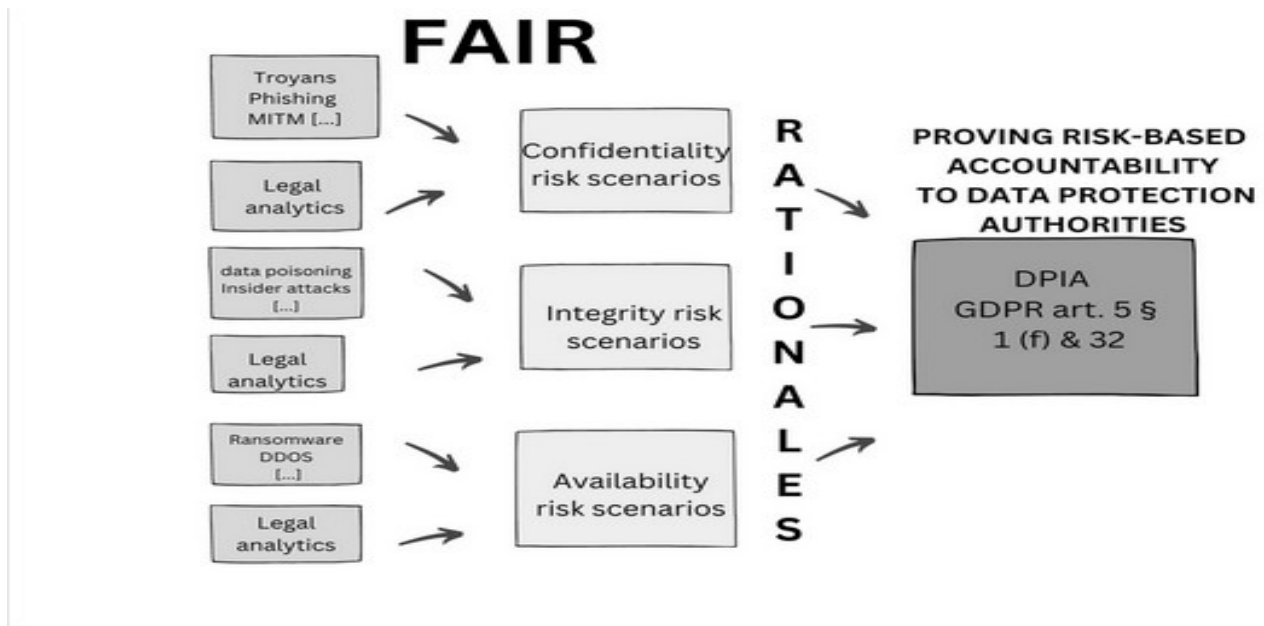 FAIR
Troyans
Phishing
MITM [...]
Legal
analytics
data poisoning
Insider attacks
[...]
Legal
analytics
Ransomware
DDOS
[...]
Legal
analytics
Confidentiality
risk scenarios
Integrity risk
scenarios
Availability
risk scenarios
R
A
T
I
O
N
A
L
E
S
PROVING RISK-BASED
ACCOUNTABILITY
TO DATA PROTECTION
AUTHORITIES
DPIA
GDPR art. 5 §
1 (f) & 32